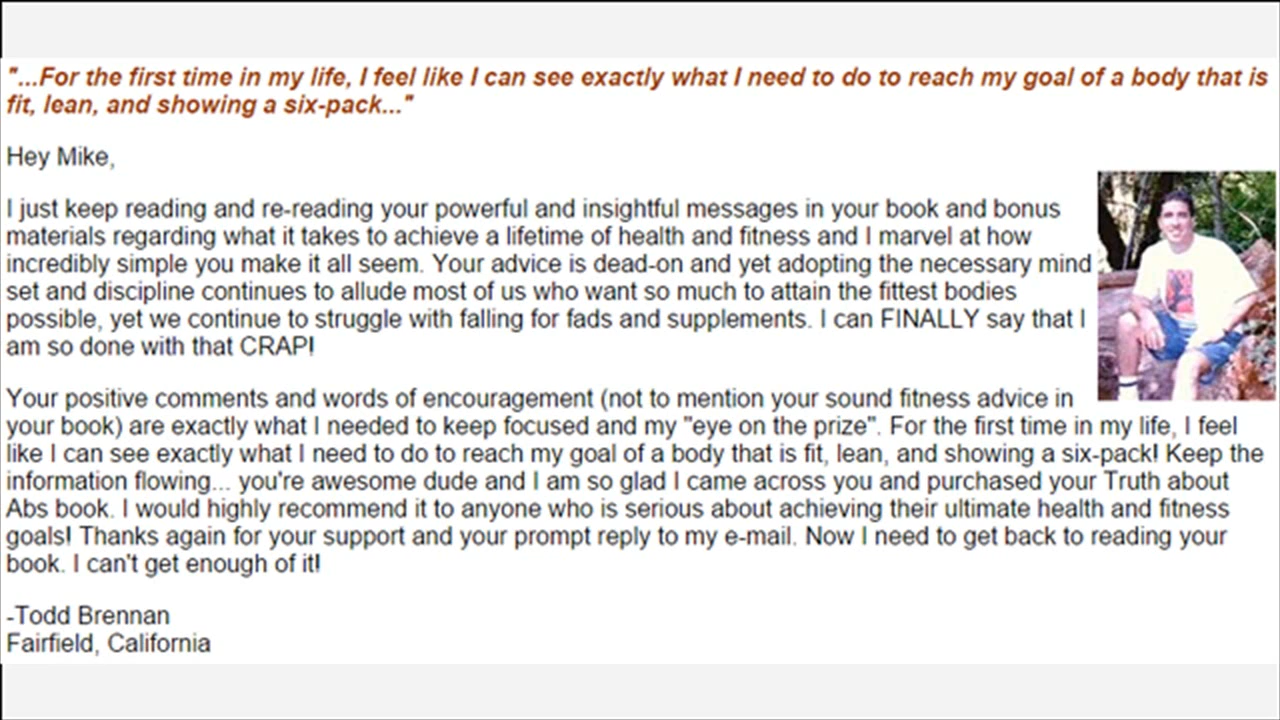 "...For the first time in my life, I feel like I can see exactly what I need to do to reach my goal of a body that is
fit, lean, and showing a six-pack..."
Hey Mike,
I just keep reading and re-reading your powerful and insightful messages in your book and bonus
materials regarding what it takes to achieve a lifetime of health and fitness and I marvel at how
incredibly simple you make it all seem. Your advice is dead-on and yet adopting the necessary mind
set and discipline continues to allude most of us who want so much to attain the fittest bodies
possible, yet we continue to struggle with falling for fads and supplements. I can FINALLY say that I
am so done with that CRAP!
Your positive comments and words of encouragement (not to mention your sound fitness advice in
your book) are exactly what I needed to keep focused and my "eye on the prize". For the first time in my life, I feel
like I can see exactly what I need to do to reach my goal of a body that is fit, lean, and showing a six-pack! Keep the
information flowing... you're awesome dude and I am so glad I came across you and purchased your Truth about
Abs book. I would highly recommend it to anyone who is serious about achieving their ultimate health and fitness
goals! Thanks again for your support and your prompt reply to my e-mail. Now I need to get back to reading your
book. I can't get enough of it!
-Todd Brennan
Fairfield, California